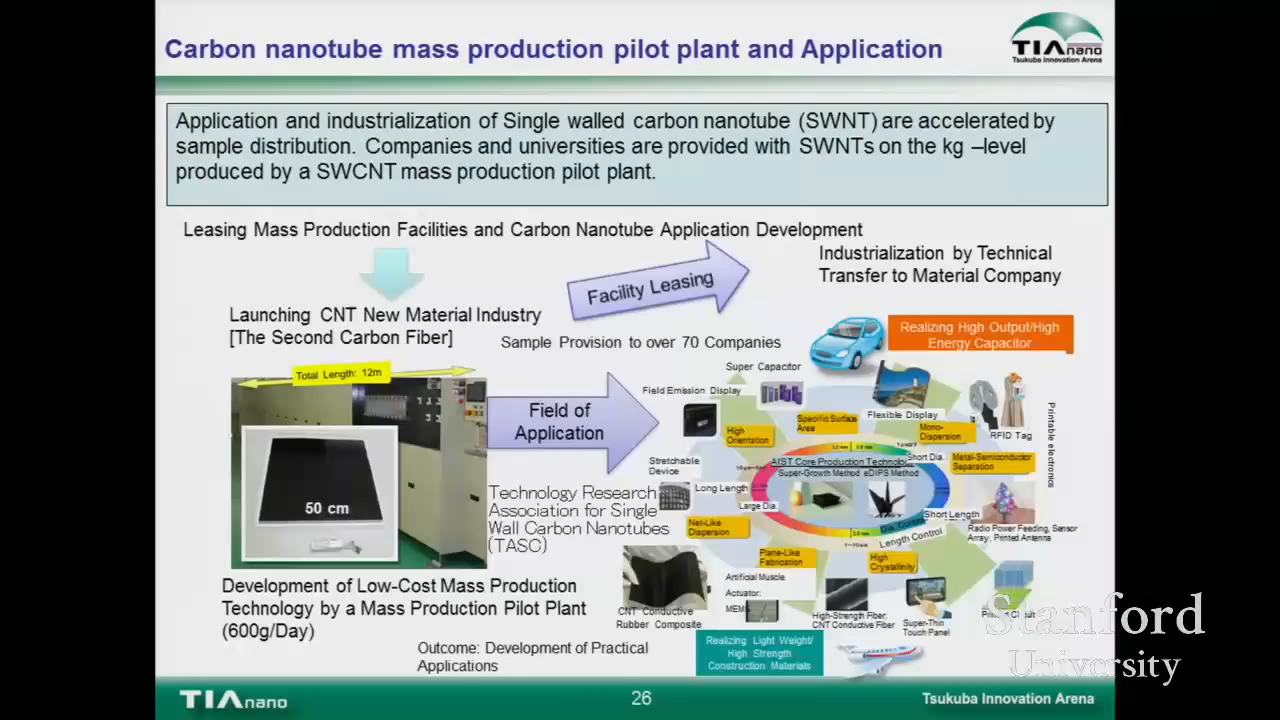 Carbon nanotube mass production pilot plant and Application
TIA nano
Tsukuba Innovation Arena
Application and industrialization of Single walled carbon nanotube (SWNT) are accelerated by
sample distribution. Companies and universities are provided with SWNTs on the kg –level
produced by a SWCNT mass production pilot plant.
Leasing Mass Production Facilities and Carbon Nanotube Application Development
Industrialization by Technical
Transfer to Material Company
Facility Leasing
Launching CNT New Material Industry
[The Second Carbon Fiber]
Sample Provision to over 70 Companies
Realizing High Output/High
Energy Capacitor
Total Length: 12m
50 cm
Field of
Application
Super Capacitor
Field Emission Display
Flexible Display
RFID Tag
Printable electronics
High
Orientation
Specific Surface
Area
Mono-
Dispersion
Metal-Semiconductor
Separation
Stretchable
Device
Long Length
Large Dia.
Short Dia.
Short Length
AIST Core Production Technology
Super-Growth Method eDIPS Method
Length Control
Net-Like
Dispersion
Plane-Like
Fabrication
High
Crystallinity
Radio Power Feeding, Sensor
Array, Printed Antenna
Technology Research
Association for Single
Wall Carbon Nanotubes
(TASC)
Artificial Muscle
Actuator:
MEMS
CNT Conductive
Rubber Composite
High-Strength Fiber:
CNT Conductive Fiber
Super-Thin
Touch Panel
Development of Low-Cost Mass Production
Technology by a Mass Production Pilot Plant
(600g/Day)
Outcome: Development of Practical
Applications
Realizing Light Weight/
High Strength
Construction Materials
Stanford
University
TIA nano
26
Tsukuba Innovation Arena